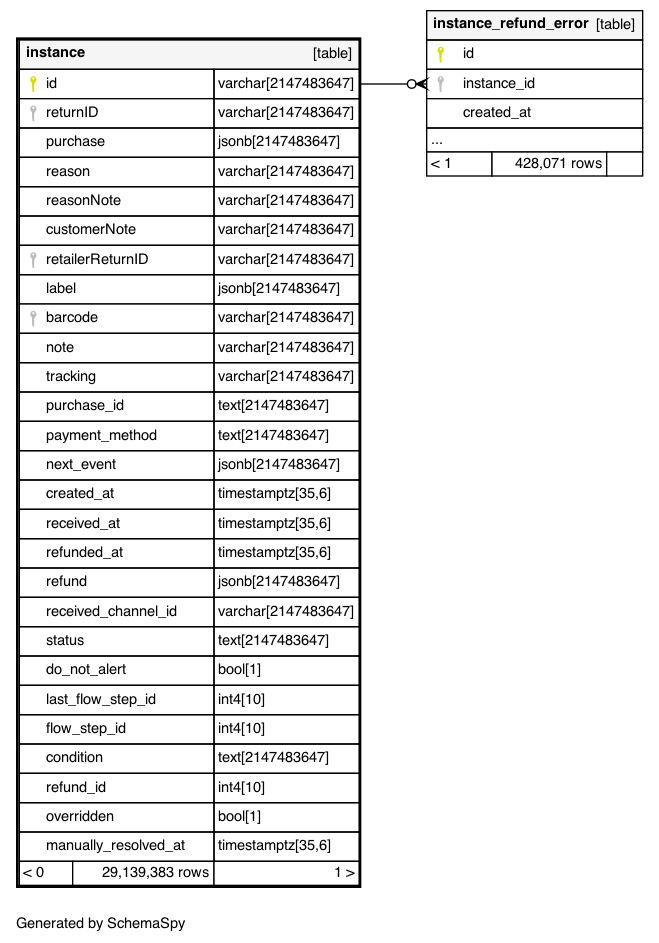 instance_refund_error [table]
id
instance_id
created_at
...
< 1 428,071 rows
instance [table]
id varchar[2147483647]
returnID varchar[2147483647]
purchase jsonb[2147483647]
reason varchar[2147483647]
reasonNote varchar[2147483647]
customerNote varchar[2147483647]
retailerReturnID varchar[2147483647]
label jsonb[2147483647]
barcode varchar[2147483647]
note varchar[2147483647]
tracking varchar[2147483647]
purchase_id text[2147483647]
payment_method text[2147483647]
next_event jsonb[2147483647]
created_at timestamptz[35,6]
received_at timestamptz[35,6]
refunded_at timestamptz[35,6]
refund jsonb[2147483647]
received_channel_id varchar[2147483647]
status text[2147483647]
do_not_alert bool[1]
last_flow_step_id int4[10]
flow_step_id int4[10]
condition text[2147483647]
refund_id int4[10]
overridden bool[1]
manually_resolved_at timestamptz[35,6]
< 0 29,139,383 rows 1 >
Generated by SchemaSpy